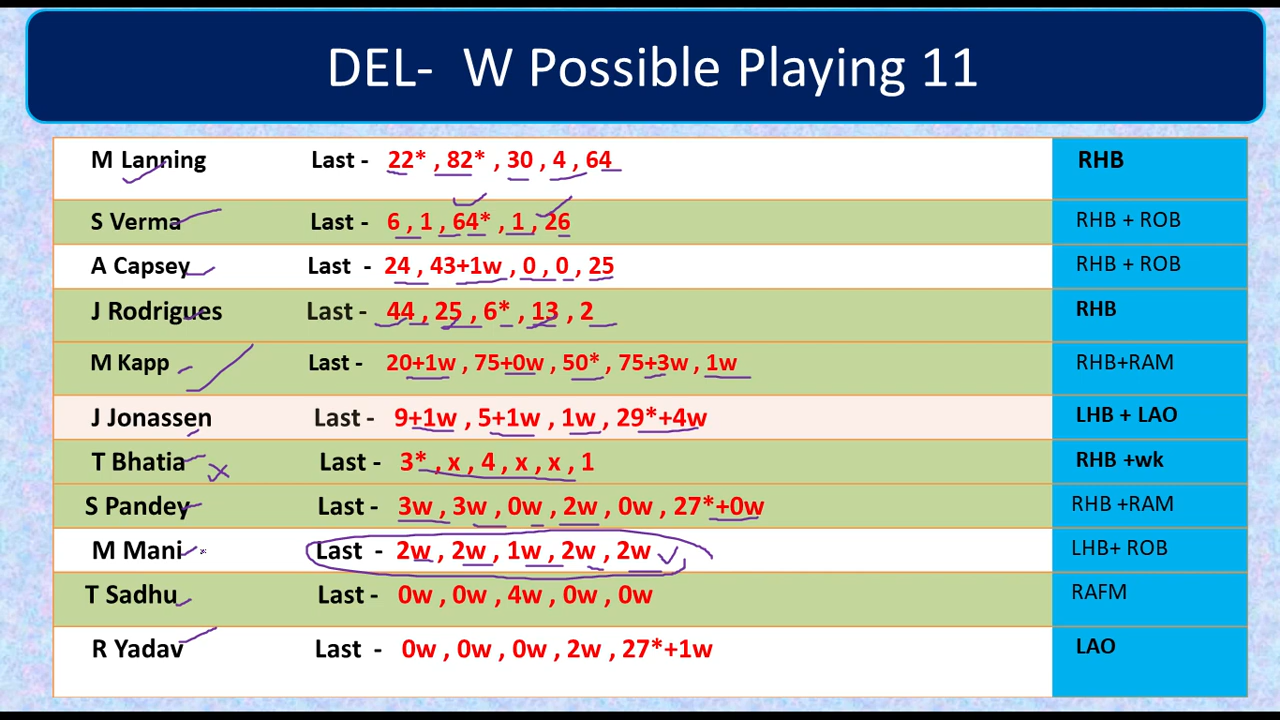 DEL- W Possible Playing 11
M Lanning Last - 22* , 82* , 30 , 4 , 64 RHB
S Verma Last - 6 , 1 , 64* , 1 , 26 RHB + ROB
A Capsey Last - 24 , 43+1w , 0 , 0 , 25 RHB + ROB
J Rodrigues Last - 44 , 25 , 6* , 13 , 2 RHB
M Kapp Last - 20+1w , 75+0w , 50* , 75+3w , 1w RHB+RAM
J Jonassen Last - 9+1w , 5+1w , 1w , 29*+4w LHB + LAO
T Bhatia Last - 3* , x , 4 , x , x , 1 RHB +wk
S Pandey Last - 3w , 3w , 0w , 2w , 0w , 27*+0w RHB +RAM
M Mani Last - 2w , 2w , 1w , 2w , 2w LHB+ ROB
T Sadhu Last - 0w , 0w , 4w , 0w , 0w RAFM
R Yadav Last - 0w , 0w , 0w , 2w , 27*+1w LAO